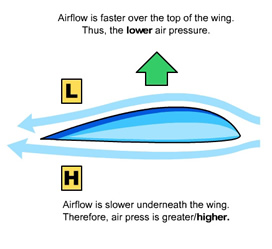 Airflow is faster over the top of the wing.
Thus, the lower air pressure.
L
H
Airflow is slower underneath the wing.
Therefore, air press is greater/higher.